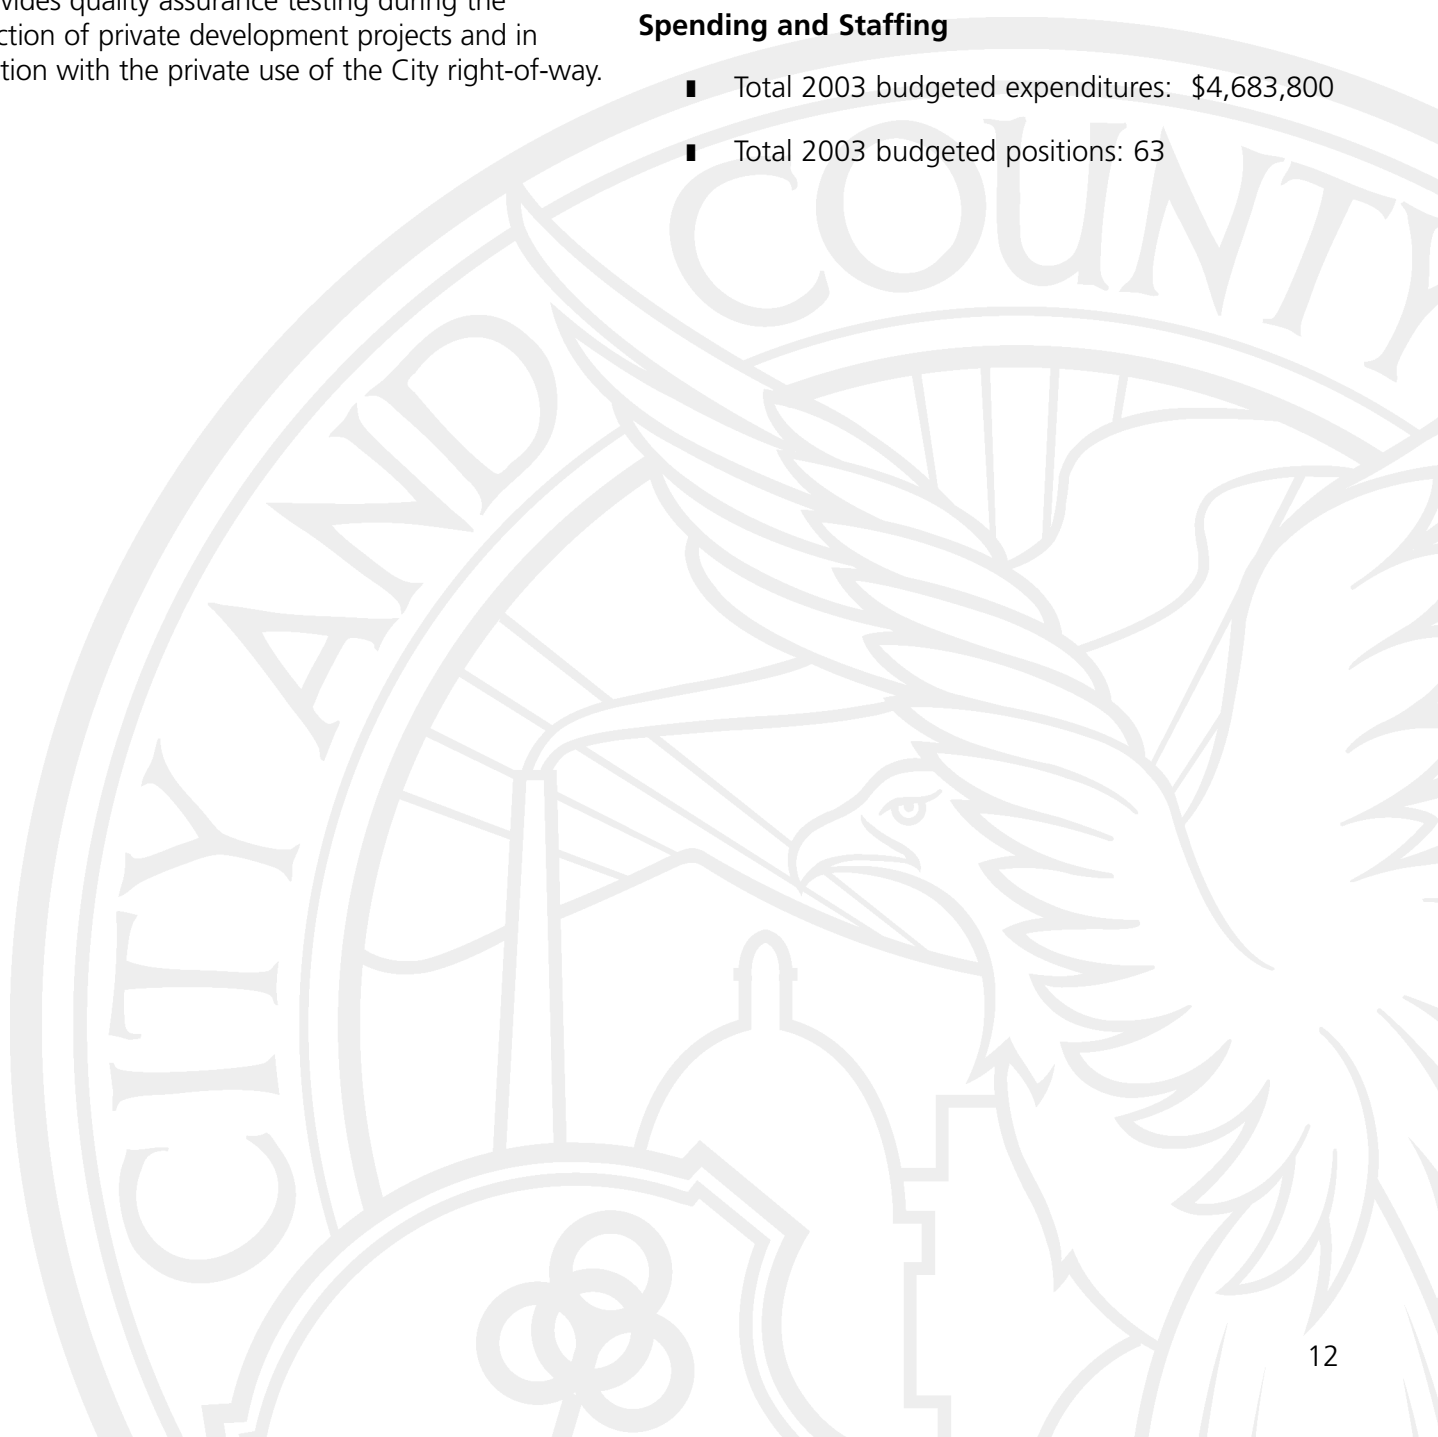 vides quality assurance testing during the
ction of private development projects and in
tion with the private use of the City right-of-way.
Spending and Staffing
▮ Total 2003 budgeted expenditures: $4,683,800
▮ Total 2003 budgeted positions: 63
CITY AND COUNTY
12